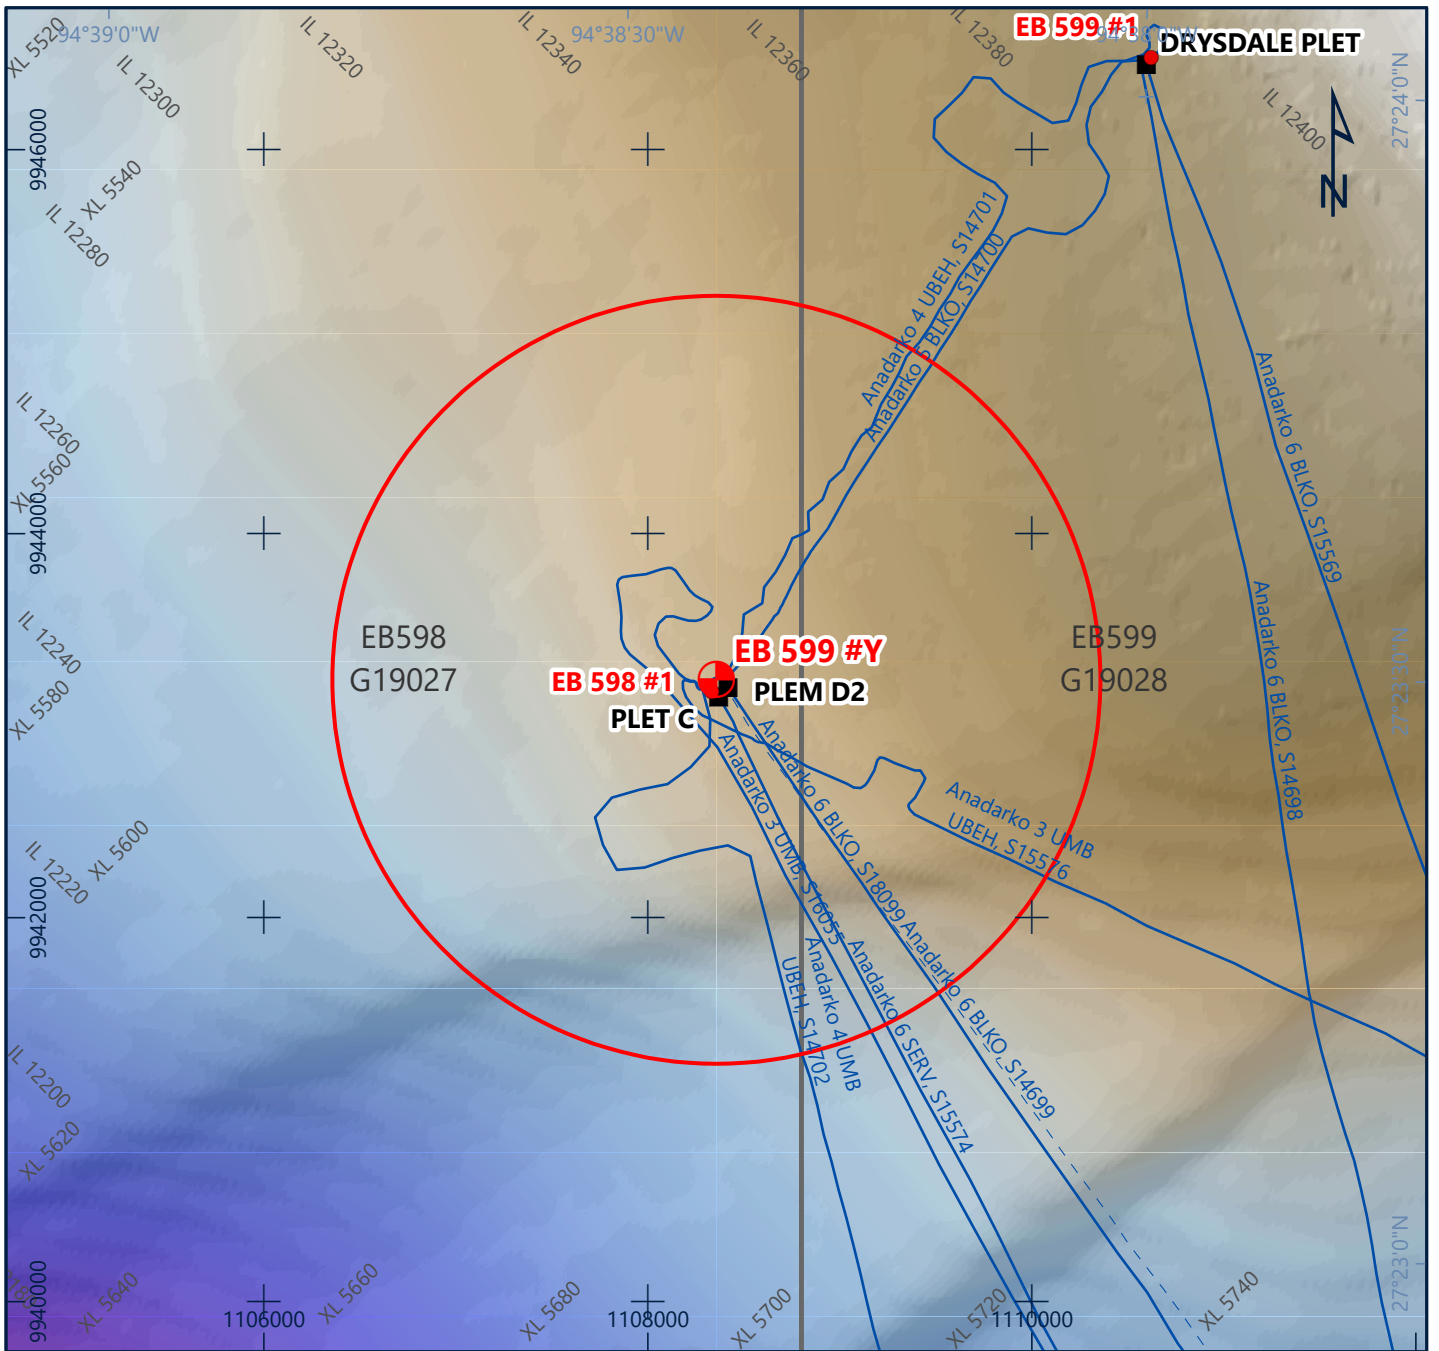 XL 5520
94°39'0"W
IL 12320
IL 12340
94°38'30"W
IL 12360
IL 12380
EB 599 #1
94°38'0"W
DRYSDALE PLET
IL 12300
IL 12400
27°24'0"N
9946000
XL 5540
IL 12280
N
Anadarko 4 UBEH, S14701
Anadarko 6 BLKO, S14700
IL 12260
XL 5560
Anadarko 6 BLKO, S15569
9944000
IL 12240
EB598
G19027
EB 599 #Y
EB599
G19028
EB 598 #1
PLEM D2
PLET C
XL 5580
27°23'30"N
Anadarko 6 BLKO, S14698
Anadarko 3 UMB, S16055
Anadarko 6 BLKO, S18099
Anadarko 3 UMB
UBEH, S15576
XL 5600
IL 12220
9942000
Anadarko 4 UMB
UBEH, S14702
Anadarko 6 SERV, S15574
Anadarko 6 BLKO, S14699
IL 12200
XL 5620
27°23'0"N
9940000
XL 5640
1106000
XL 5660
XL 5680
1108000
XL 5700
XL 5720
1110000
XL 5740